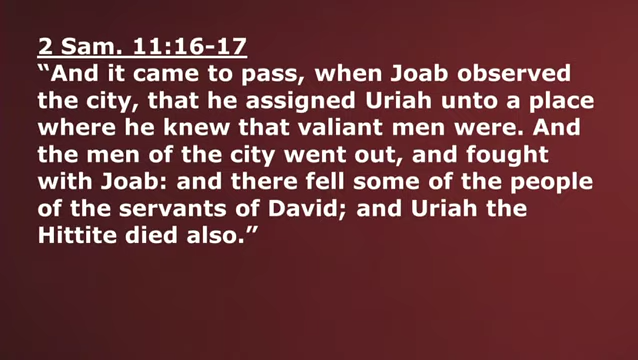 2 Sam. 11:16-17
“And it came to pass, when Joab observed
the city, that he assigned Uriah unto a place
where he knew that valiant men were. And
the men of the city went out, and fought
with Joab: and there fell some of the people
of the servants of David; and Uriah the
Hittite died also.”